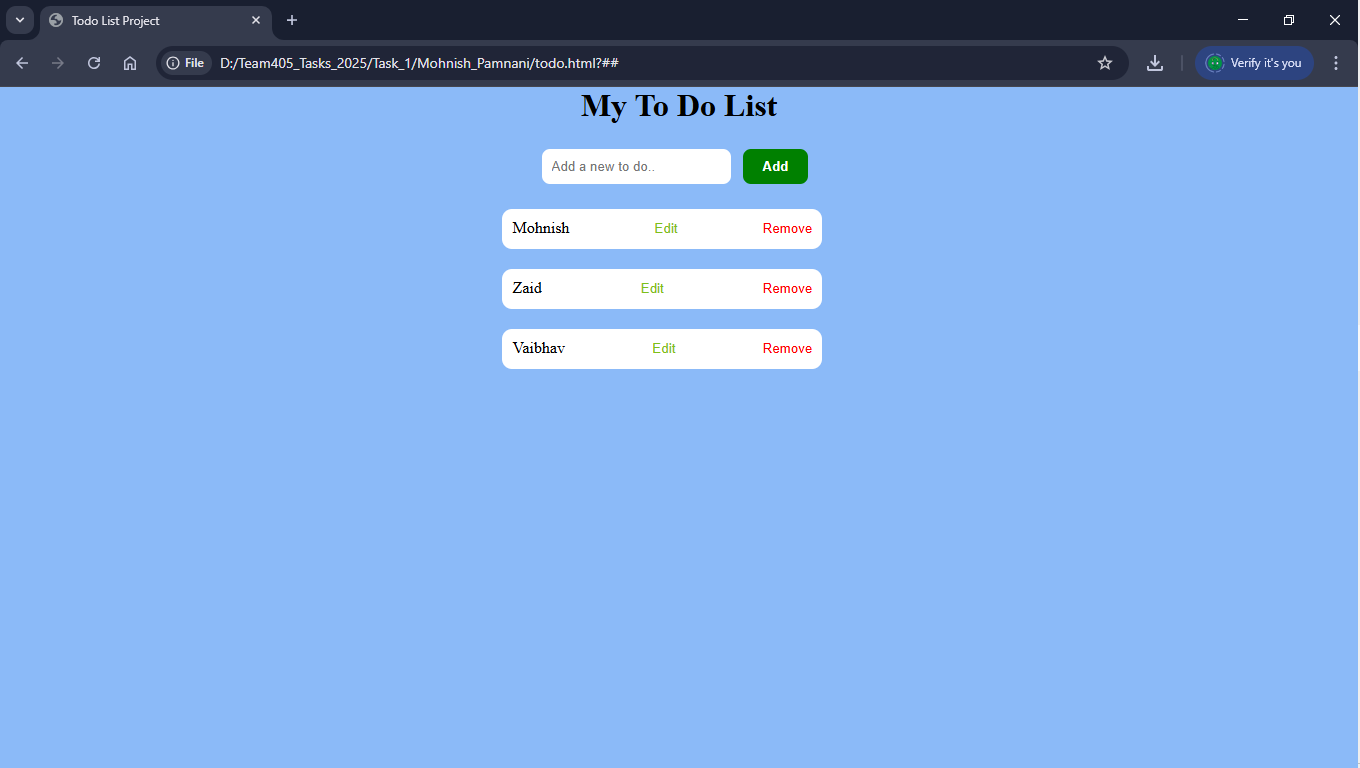 Todo List Project
File D:/Team405_Tasks_2025/Task_1/Mohnish_Pamnani/todo.html?## Verify it's you
My To Do List
Add a new to do.. Add
Mohnish Edit Remove
Zaid Edit Remove
Vaibhav Edit Remove